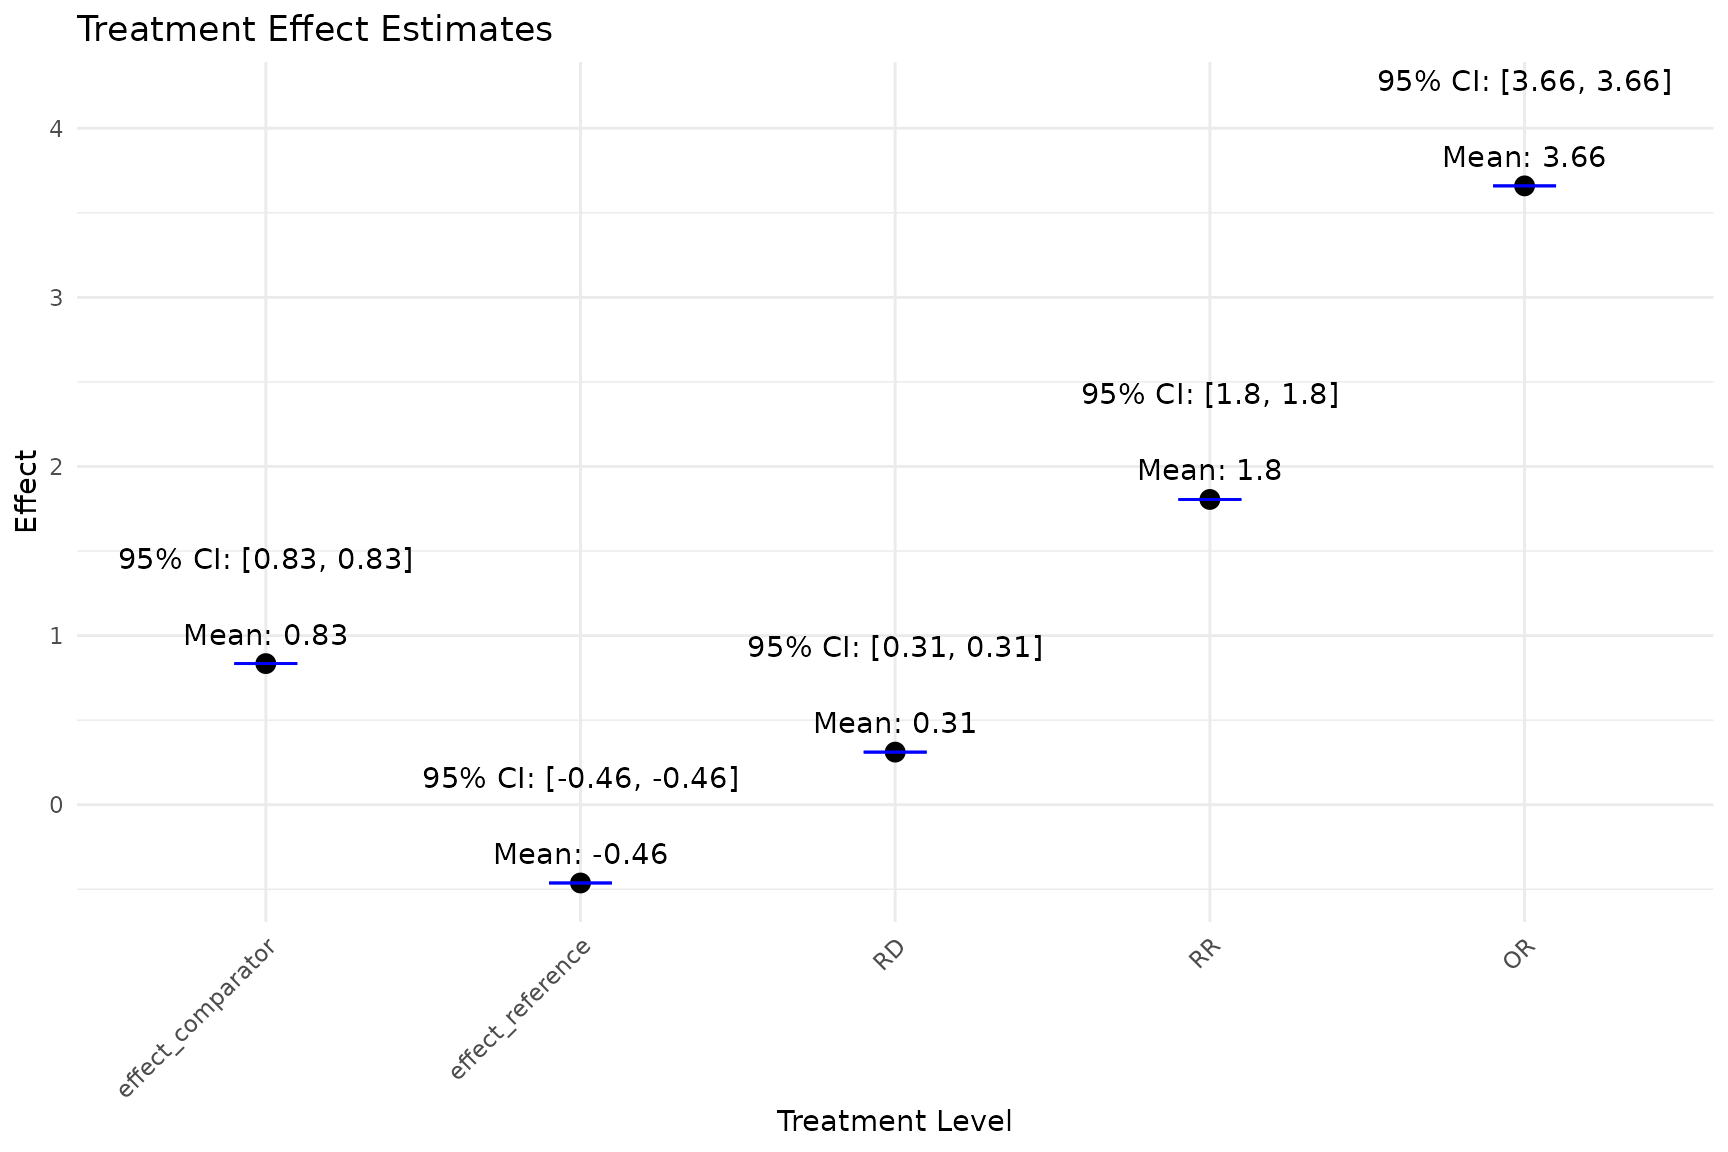 Treatment Effect Estimates
95% CI: [3.66, 3.66]
4
Mean: 3.66
3
95% CI: [1.8, 1.8]
Effect
2
Mean: 1.8
95% CI: [0.83, 0.83]
1
Mean: 0.83
95% CI: [0.31, 0.31]
Mean: 0.31
95% CI: [-0.46, -0.46]
0
Mean: -0.46
effect_comparator
effect_reference
RD
RR
OR
Treatment Level